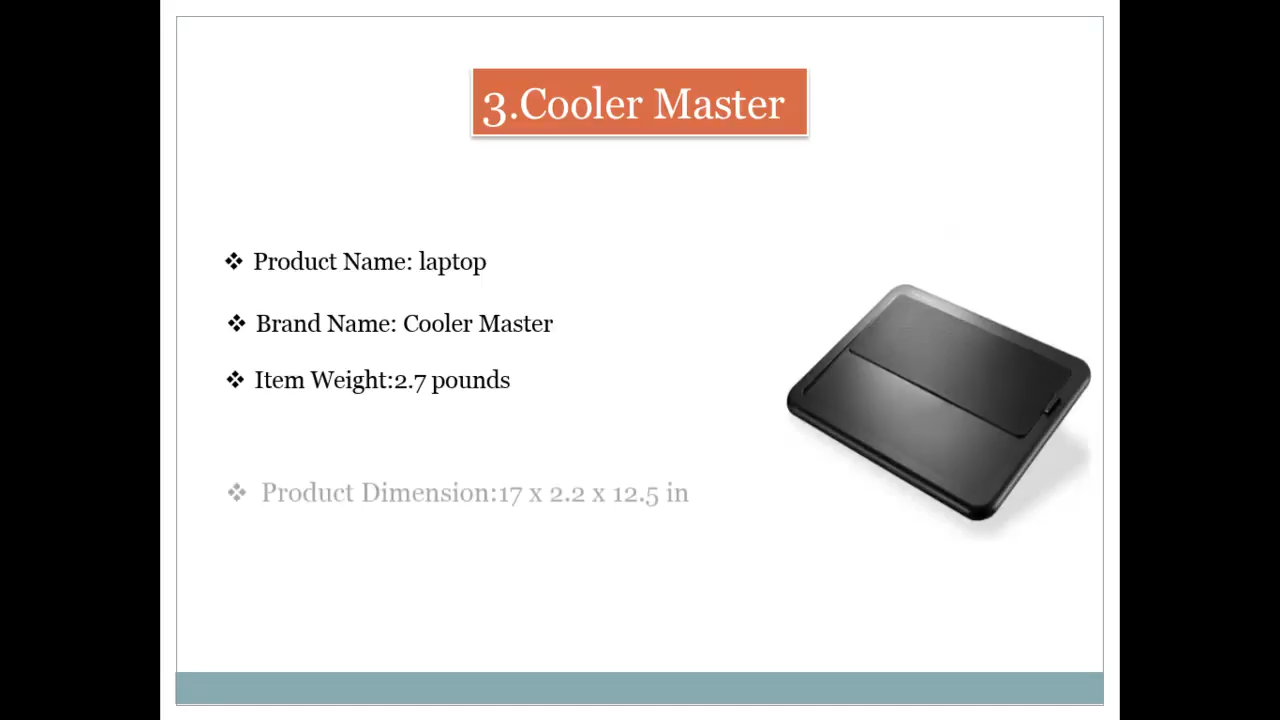 3.Cooler Master
❖ Product Name: laptop
❖ Brand Name: Cooler Master
❖ Item Weight:2.7 pounds
❖ Product Dimension:17 x 2.2 x 12.5 in